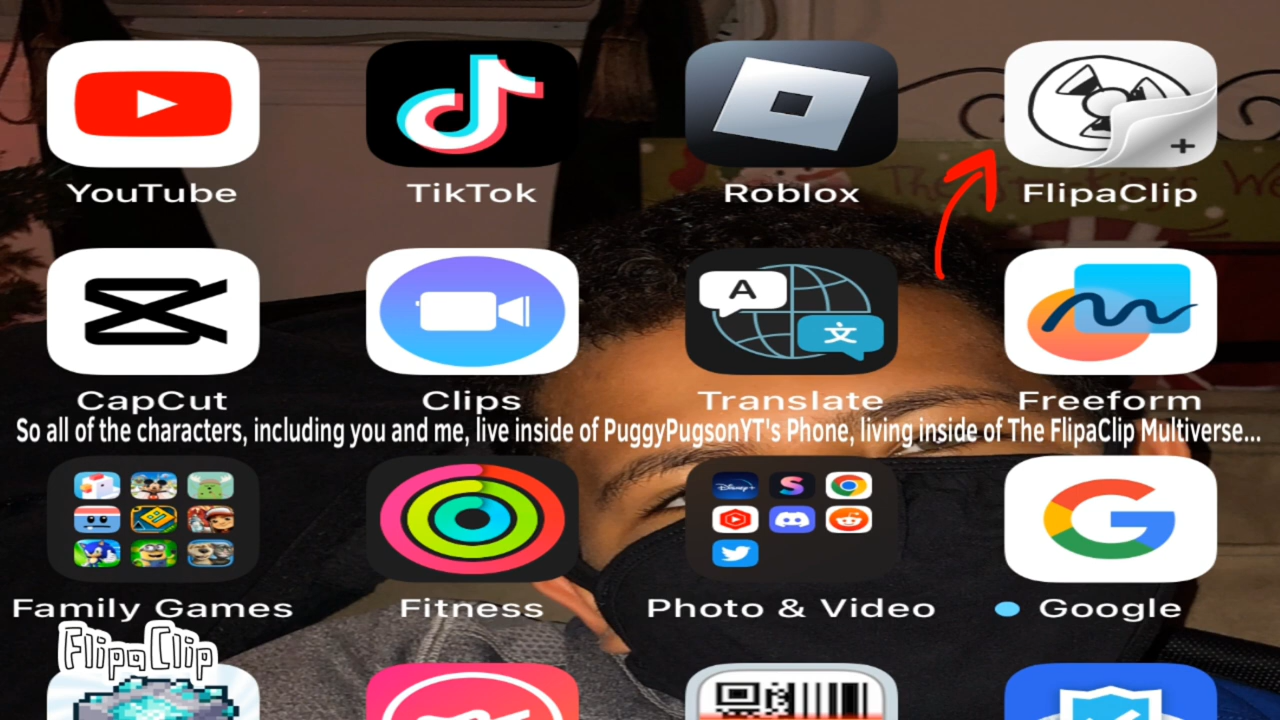 YouTube
TikTok
Roblox
FlipaClip
CapCut
Clips
A
文
Translate
Freeform
So all of the characters, including you and me, live inside of PuggyPugsonYT's Phone, living inside of The FlipaClip Multiverse...
Disney+
Family Games
Fitness
Photo & Video
Google
FlipaClip